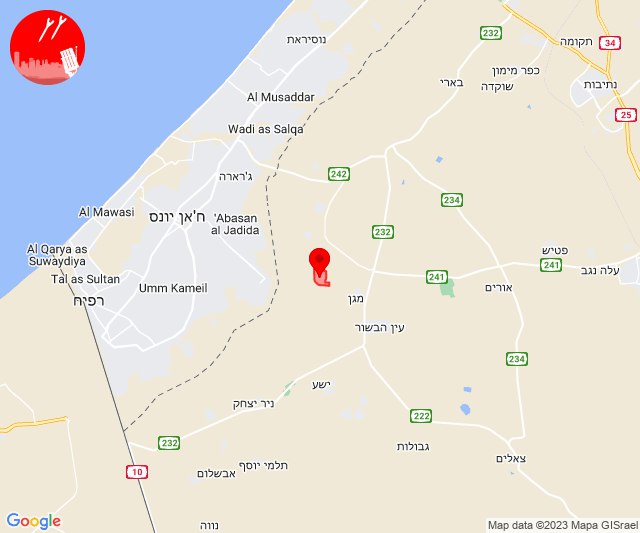 נוסיראת
232
תקומה
34
כפר מימון
שוקדה
בארי
נתיבות
Al Musaddar
25
Wadi as Salqa
ג'רארה
242
234
Al Mawasi
ח'אן יונס
'Abasan
al Jadida
232
Al Qarya as
Suwaydiya
פטיש
241
עלה נגב
Tal as Sultan
241
Umm Kameil
אורים
רפיח
מגן
עין הבשור
234
ישע
ניר יצחק
222
232
גבולות
10
תלמי יוסף
אבשלום
צאלים
נווה
Google
Map data ©2023 Mapa GISrael